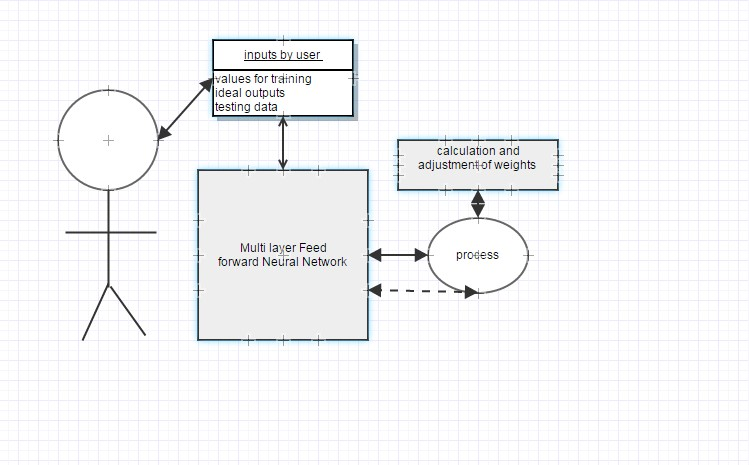 inputs by user
values for training
ideal outputs
testing data
calculation and
adjustment of weights
Multi layer Feed
forward Neural Network
process